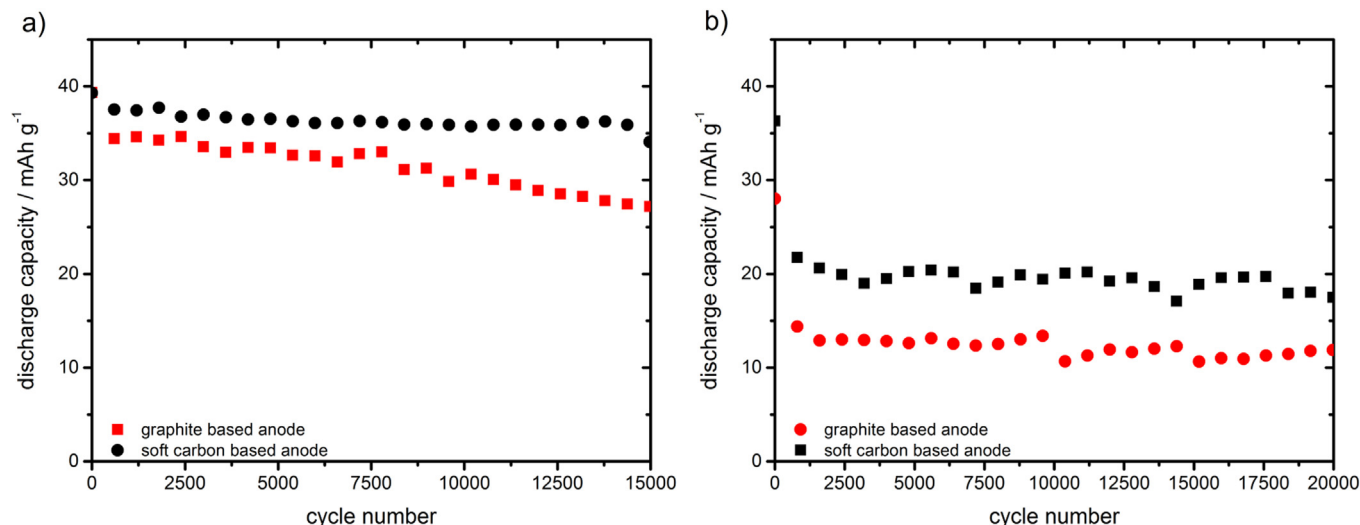 a)
discharge capacity / mAh g⁻¹
40
30
20
10
0
0 2500 5000 7500 10000 12500 15000
cycle number
graphite based anode
soft carbon based anode
b)
discharge capacity / mAh g⁻¹
40
30
20
10
0
0 2500 5000 7500 10000 12500 15000 17500 20000
cycle number
graphite based anode
soft carbon based anode